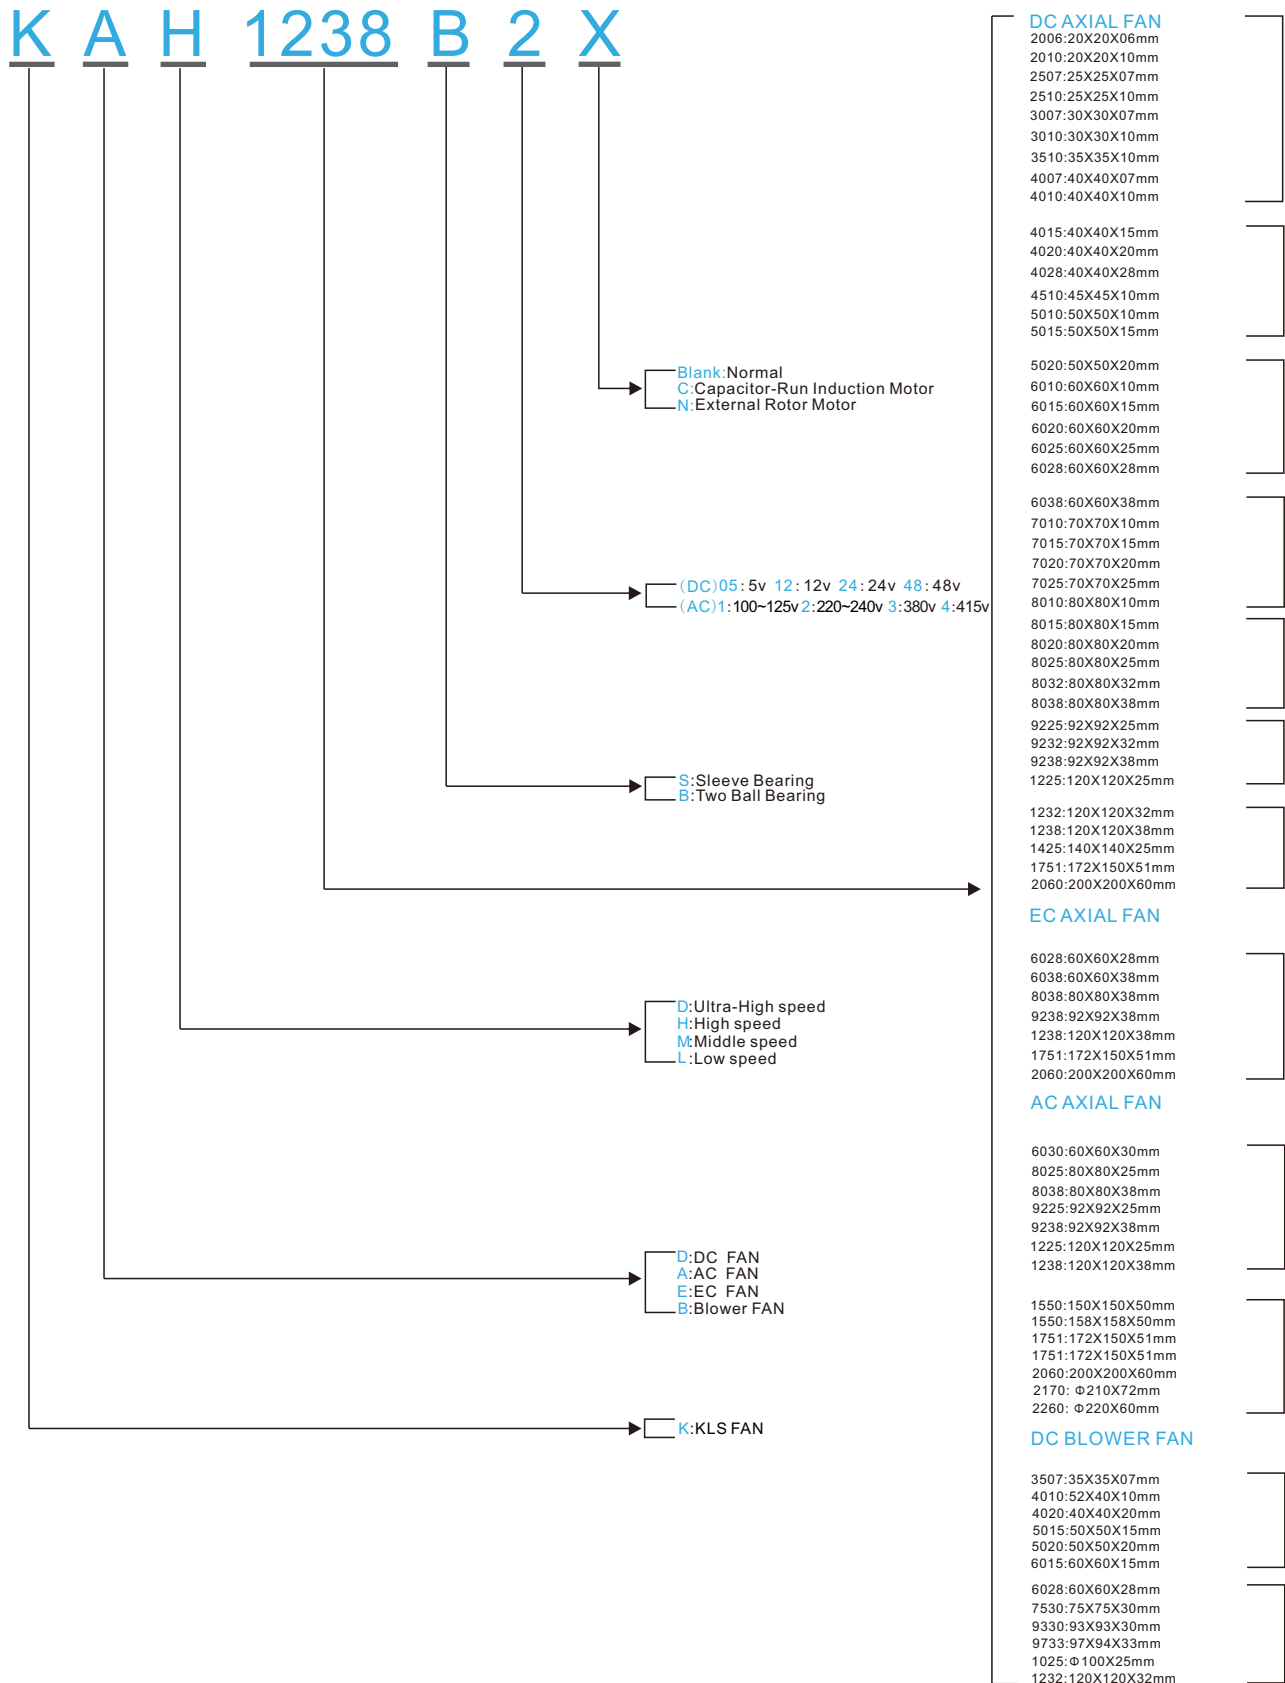 K A H 1238 B 2 X
Blank:Normal
C:Capacitor-Run Induction Motor
N:External Rotor Motor
(DC)05:5v 12:12v 24:24v 48:48v
(AC)1:100~125v 2:220~240v 3:380v 4:415v
S:Sleeve Bearing
B:Two Ball Bearing
D:Ultra-High speed
H:High speed
M:Middle speed
L:Low speed
D:DC FAN
A:AC FAN
E:EC FAN
B:Blower FAN
K:KLS FAN
DC AXIAL FAN
2006:20X20X06mm
2010:20X20X10mm
2507:25X25X07mm
2510:25X25X10mm
3007:30X30X07mm
3010:30X30X10mm
3510:35X35X10mm
4007:40X40X07mm
4010:40X40X10mm
4015:40X40X15mm
4020:40X40X20mm
4028:40X40X28mm
4510:45X45X10mm
5010:50X50X10mm
5015:50X50X15mm
5020:50X50X20mm
6010:60X60X10mm
6015:60X60X15mm
6020:60X60X20mm
6025:60X60X25mm
6028:60X60X28mm
6038:60X60X38mm
7010:70X70X10mm
7015:70X70X15mm
7020:70X70X20mm
7025:70X70X25mm
8010:80X80X10mm
8015:80X80X15mm
8020:80X80X20mm
8025:80X80X25mm
8032:80X80X32mm
8038:80X80X38mm
9225:92X92X25mm
9232:92X92X32mm
9238:92X92X38mm
1225:120X120X25mm
1232:120X120X32mm
1238:120X120X38mm
1425:140X140X25mm
1751:172X150X51mm
2060:200X200X60mm
EC AXIAL FAN
6028:60X60X28mm
6038:60X60X38mm
8038:80X80X38mm
9238:92X92X38mm
1238:120X120X38mm
1751:172X150X51mm
2060:200X200X60mm
AC AXIAL FAN
6030:60X60X30mm
8025:80X80X25mm
8038:80X80X38mm
9225:92X92X25mm
9238:92X92X38mm
1225:120X120X25mm
1238:120X120X38mm
1550:150X150X50mm
1550:158X158X50mm
1751:172X150X51mm
1751:172X150X51mm
2060:200X200X60mm
2170: Φ210X72mm
2260: Φ220X60mm
DC BLOWER FAN
3507:35X35X07mm
4010:52X40X10mm
4020:40X40X20mm
5015:50X50X15mm
5020:50X50X20mm
6015:60X60X15mm
6028:60X60X28mm
7530:75X75X30mm
9330:93X93X30mm
9733:97X94X33mm
1025:Φ100X25mm
1232:120X120X32mm